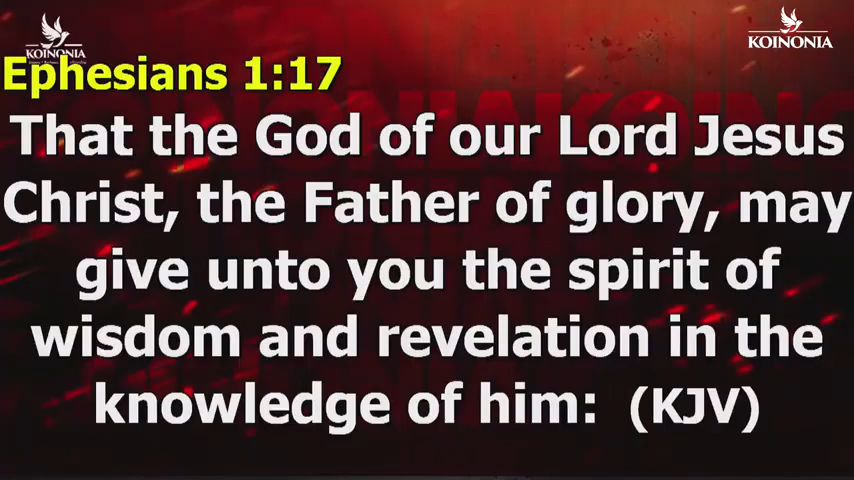 KOINONIA
KOINONIA
Ephesians 1:17
That the God of our Lord Jesus
Christ, the Father of glory, may
give unto you the spirit of
wisdom and revelation in the
knowledge of him: (KJV)